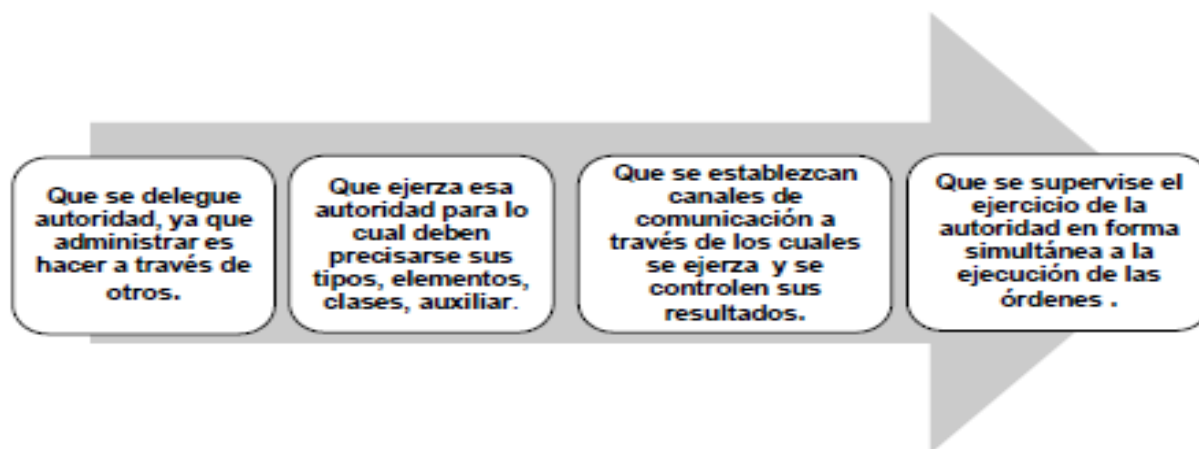 Que se delegue
autoridad, ya que
administrar es
hacer a través de
otros.
Que ejerza esa
autoridad para lo
cual deben
precisarse sus
tipos, elementos,
clases, auxiliar.
Que se establezcan
canales de
comunicación a
través de los cuales
se ejerza y se
controlen sus
resultados.
Que se supervise el
ejercicio de la
autoridad en forma
simultánea a la
ejecución de las
órdenes .